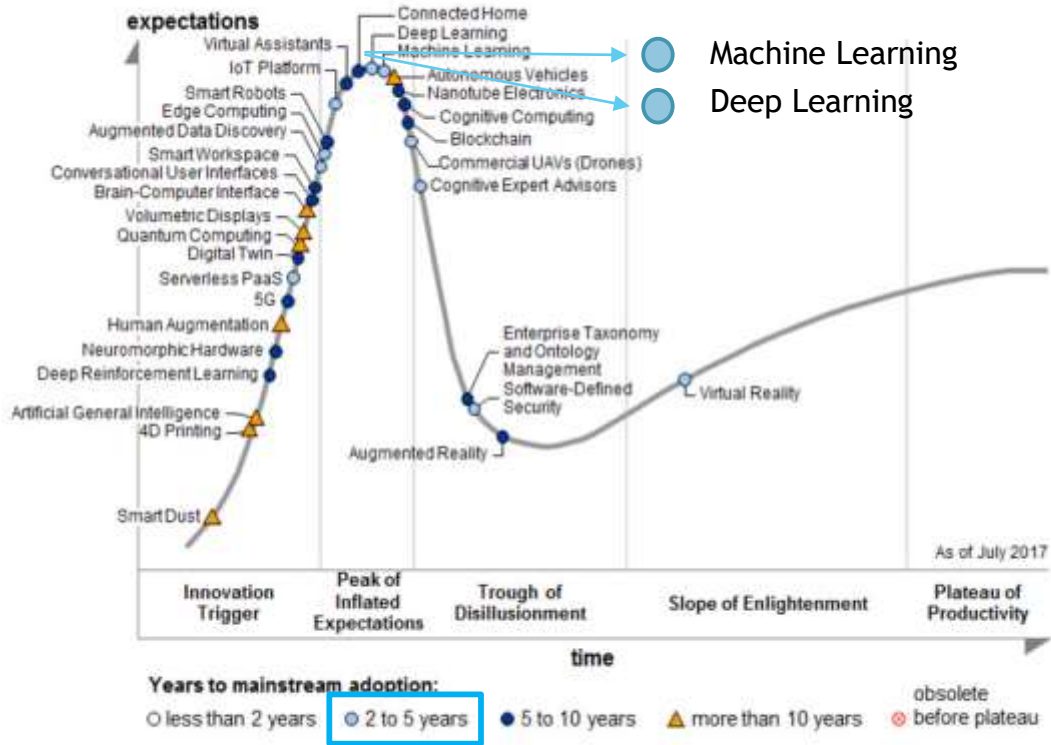 expectations
Connected Home
Deep Learning
Machine Learning
Virtual Assistants
IoT Platform
Autonomous Vehicles
Nanotube Electronics
Smart Robots
Edge Computing
Cognitive Computing
Augmented Data Discovery
Blockchain
Smart Workspace
Commercial UAVs (Drones)
Conversational User Interfaces
Cognitive Expert Advisors
Brain-Computer Interface
Volumetric Displays
Quantum Computing
Digital Twin
Serverless PaaS
5G
Human Augmentation
Neuromorphic Hardware
Deep Reinforcement Learning
Artificial General Intelligence
4D Printing
Smart Dust
Machine Learning
Deep Learning
Enterprise Taxonomy
and Ontology
Management
Software-Defined
Security
Augmented Reality
Virtual Reality
As of July 2017
Innovation
Trigger
Peak of
Inflated
Expectations
Trough of
Disillusionment
Slope of Enlightenment
Plateau of
Productivity
time
Years to mainstream adoption:
less than 2 years
2 to 5 years
5 to 10 years
more than 10 years
obsolete
before plateau